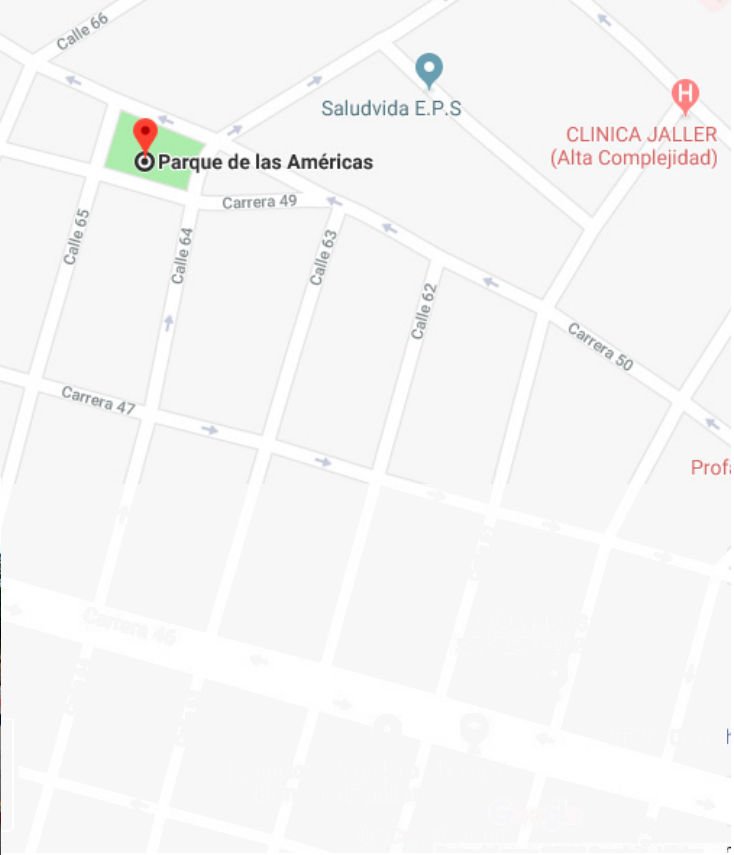 Calle 66
Saludvida E.P.S
H
CLINICA JALLER
(Alta Complejidad)
Parque de las Américas
Carrera 49
Calle 65
Calle 64
Calle 63
Calle 62
Carrera 50
Carrera 47
Profa
Carrera 46